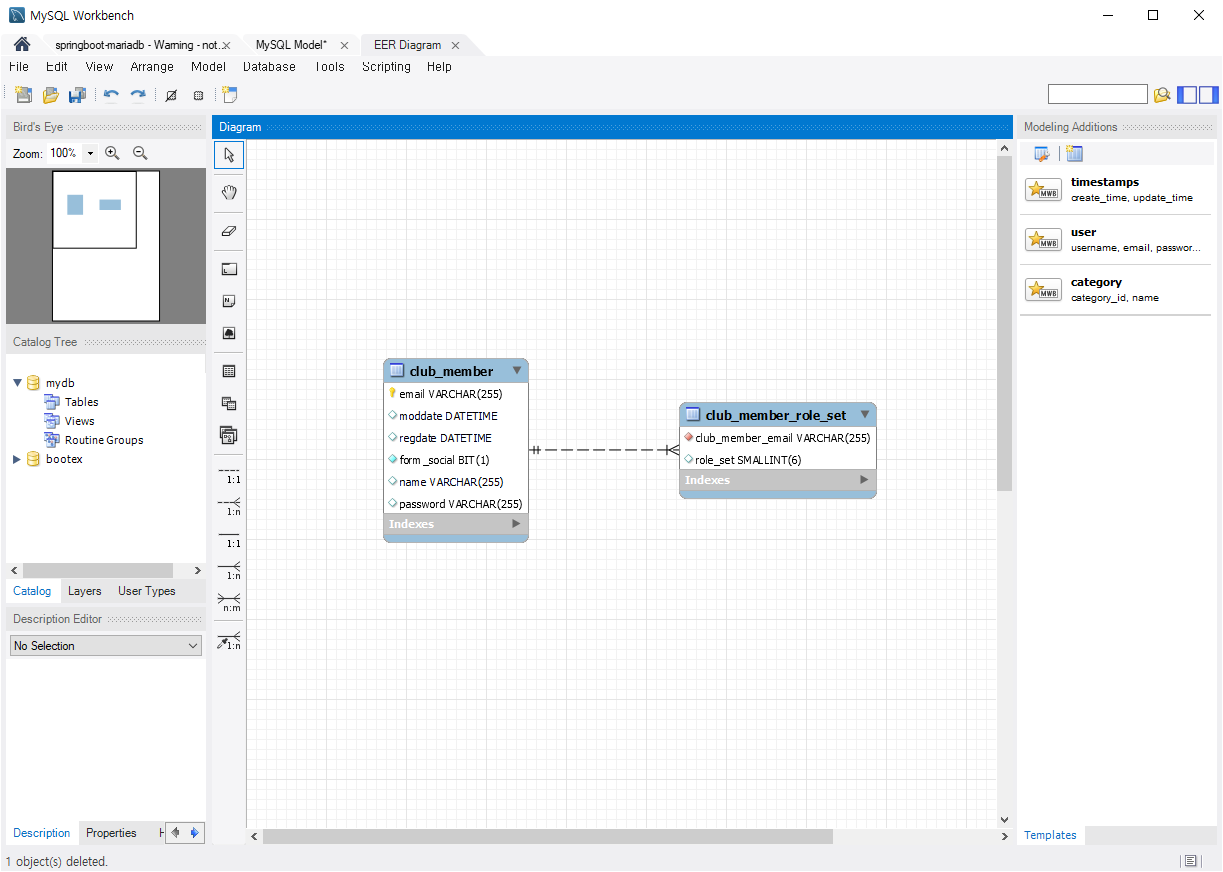 MySQL Workbench
springboot-mariadb - Warning - not...
MySQL Model*
EER Diagram
File Edit View Arrange Model Database Tools Scripting Help
Bird's Eye
Zoom: 100%
Catalog Tree
mydb
Tables
Views
Routine Groups
bootex
Catalog Layers User Types
Description Editor
No Selection
Description Properties H
1 object(s) deleted.
Diagram
1:1
1:n
1:1
1:n
n:m
1:n
club_member
email VARCHAR(255)
moddate DATETIME
regdate DATETIME
form_social BIT(1)
name VARCHAR(255)
password VARCHAR(255)
Indexes
club_member_role_set
club_member_email VARCHAR(255)
role_set SMALLINT(6)
Indexes
Modeling Additions
MWB
timestamps
create_time, update_time
MWB
user
username, email, passwor...
MWB
category
category_id, name
Templates